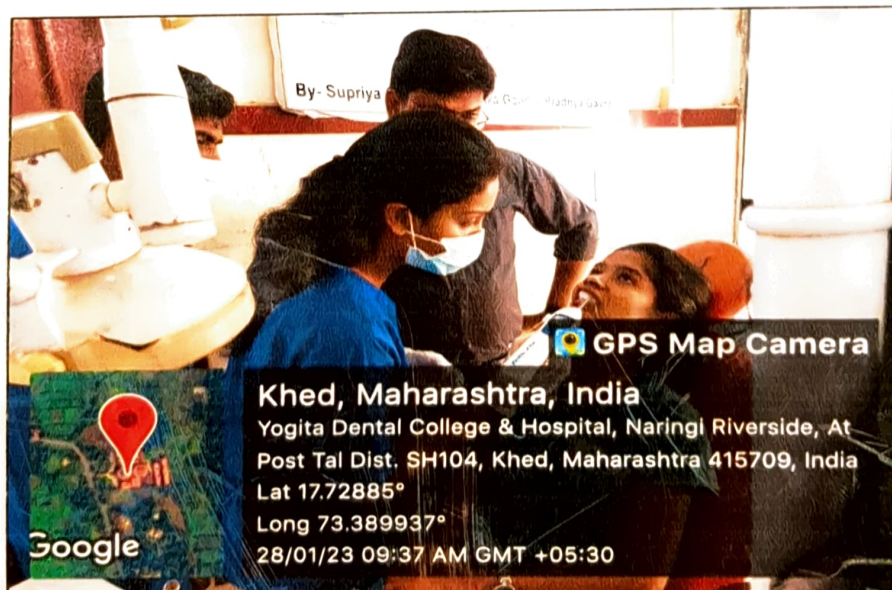 By- Supriya
GPS Map Camera
Khed, Maharashtra, India
Yogita Dental College & Hospital, Naringi Riverside, At
Post Tal Dist. SH104, Khed, Maharashtra 415709, India
Lat 17.72885°
Long 73.389937°
28/01/23 09:37 AM GMT +05:30
Google